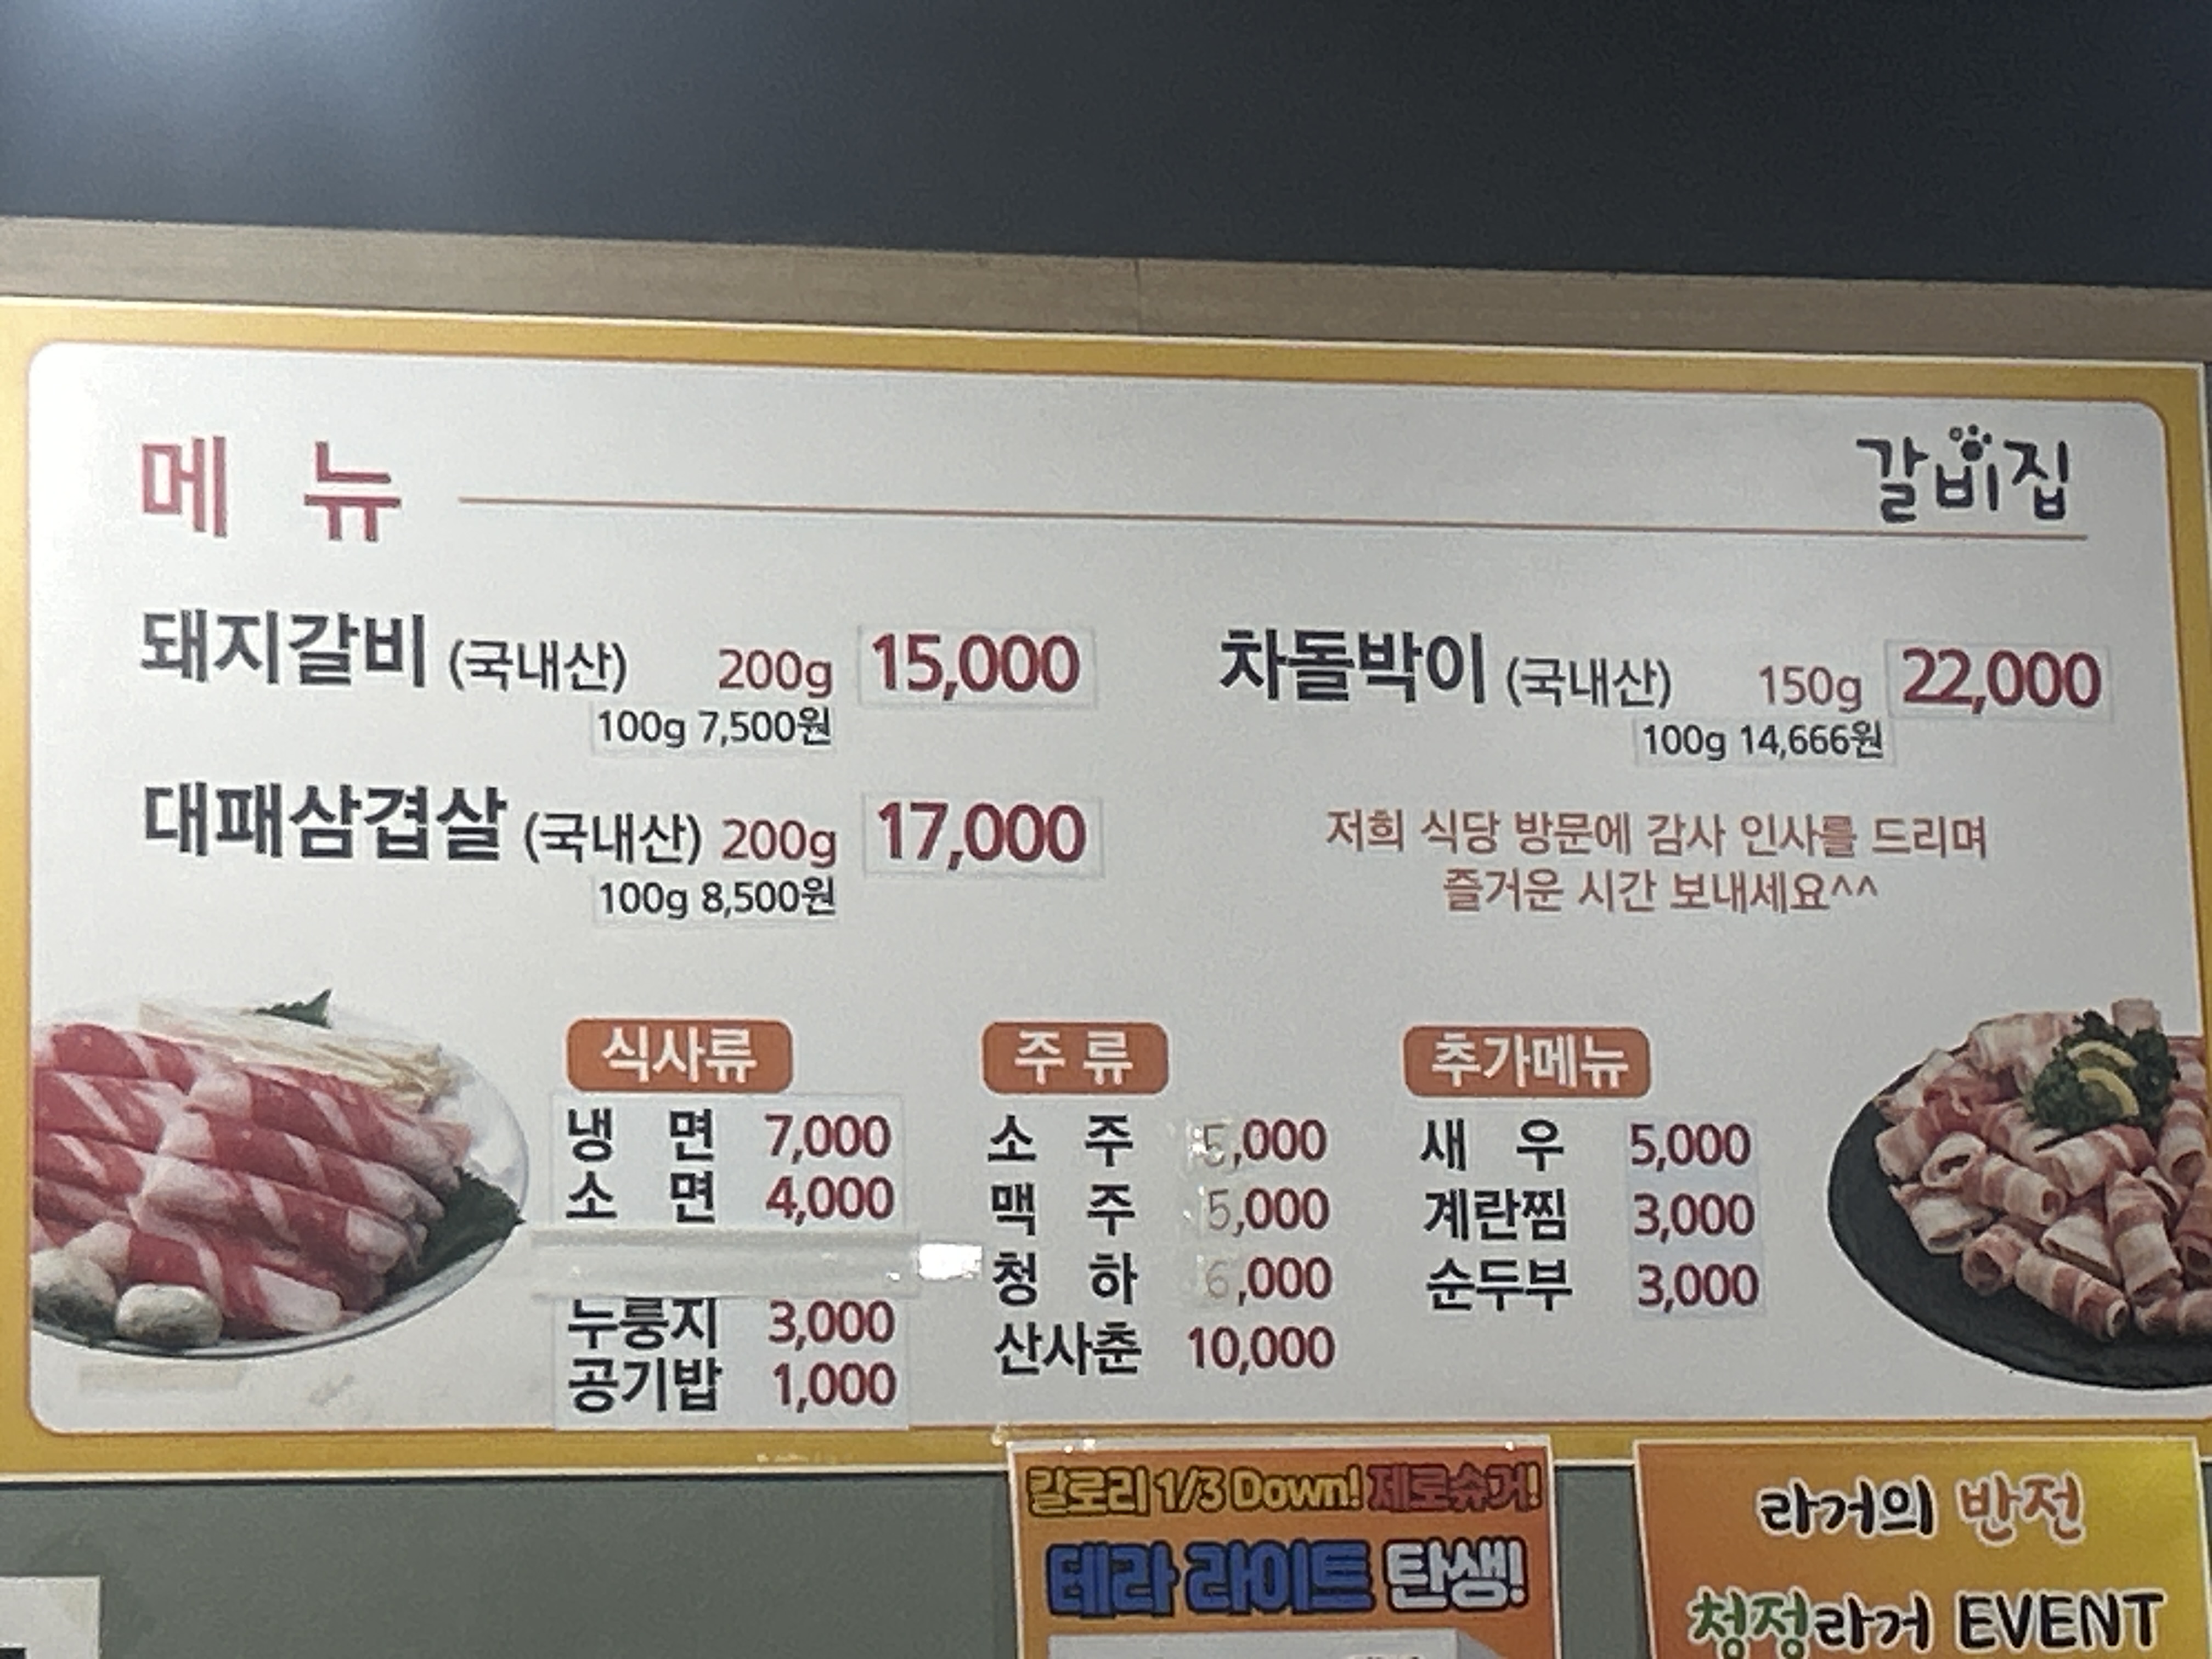 메 뉴
갈비집
돼지갈비 (국내산) 200g 15,000
100g 7,500원
대패삼겹살 (국내산) 200g 17,000
100g 8,500원
차돌박이 (국내산) 150g 22,000
100g 14,666원
저희 식당 방문에 감사 인사를 드리며
즐거운 시간 보내세요^^
식사류
냉 면 7,000
소 면 4,000
누룽지 3,000
공기밥 1,000
주 류
소 주 5,000
맥 주 5,000
청 하 6,000
산사춘 10,000
추가메뉴
새 우 5,000
계란찜 3,000
순두부 3,000
칼로리 1/3 Down! 제로슈거!
테라 라이트 탄생!
라거의 반전
청정라거 EVENT